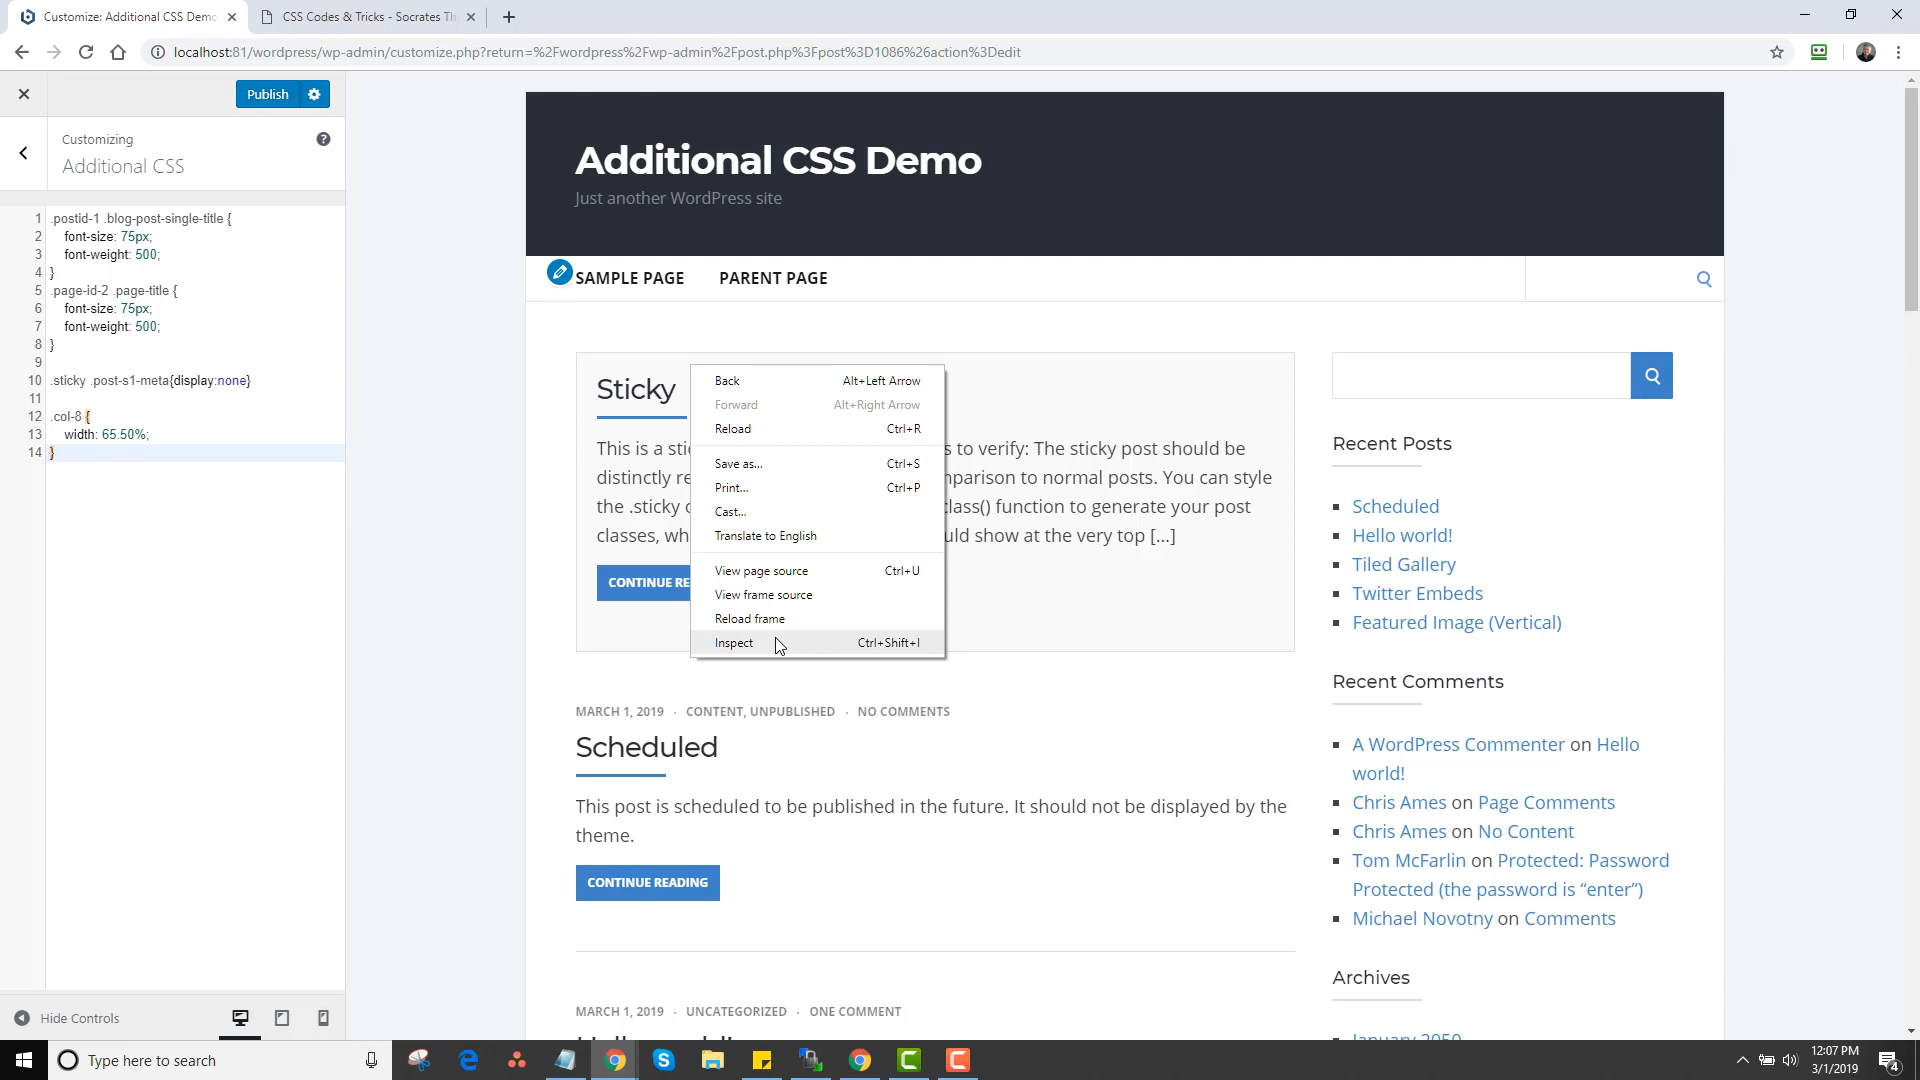 Customize: Additional CSS Demo
CSS Codes & Tricks - Socrates Th
localhost:81/wordpress/wp-admin/customize.php?return=%2Fwordpress%2Fwp-admin%2Fpost.php%3Fpost%3D1086%26action%3Dedit
Publish
Customizing
Additional CSS
1 .postid-1 .blog-post-single-title {
2 font-size: 75px;
3 font-weight: 500;
4 }
5 .page-id-2 .page-title {
6 font-size: 75px;
7 font-weight: 500;
8 }
9
10 .sticky .post-s1-meta{display:none}
11
12 .col-8 {
13 width: 65.50%;
14 }
Hide Controls
Additional CSS Demo
Just another WordPress site
SAMPLE PAGE PARENT PAGE
Sticky
This is a sti
s to verify: The sticky post should be
distinctly re
mparison to normal posts. You can style
the .sticky
class() function to generate your post
classes, wh
uld show at the very top […]
CONTINUE RE
Back Alt+Left Arrow
Forward Alt+Right Arrow
Reload Ctrl+R
Save as... Ctrl+S
Print... Ctrl+P
Cast...
Translate to English
View page source Ctrl+U
View frame source
Reload frame
Inspect Ctrl+Shift+I
MARCH 1, 2019 · CONTENT, UNPUBLISHED · NO COMMENTS
Scheduled
This post is scheduled to be published in the future. It should not be displayed by the
theme.
CONTINUE READING
MARCH 1, 2019 · UNCATEGORIZED · ONE COMMENT
Recent Posts
Scheduled
Hello world!
Tiled Gallery
Twitter Embeds
Featured Image (Vertical)
Recent Comments
A WordPress Commenter on Hello
world!
Chris Ames on Page Comments
Chris Ames on No Content
Tom McFarlin on Protected: Password
Protected (the password is “enter”)
Michael Novotny on Comments
Archives
January 2050
Type here to search
12:07 PM
3/1/2019
4